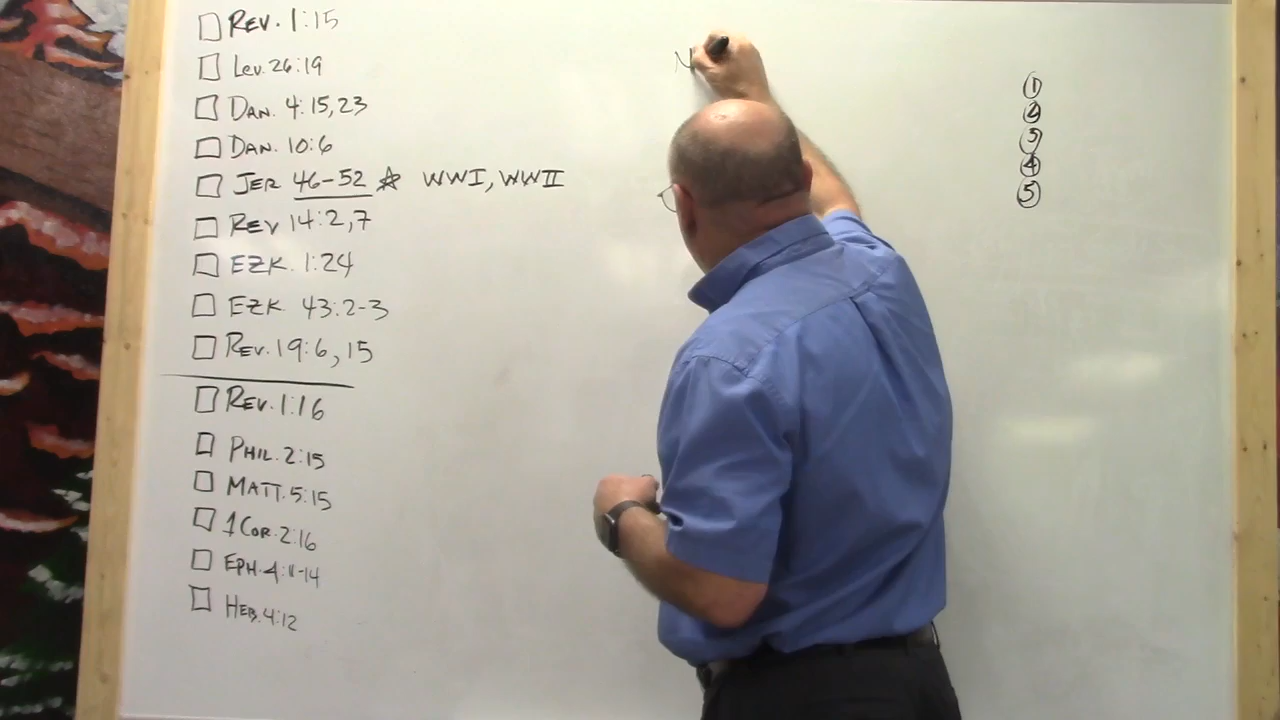 ☐ REV. 1:15
☐ Lev. 26:19
☐ DAN. 4:15,23
☐ DAN. 10:6
☐ JER 46-52 ☆ WWI, WWII
☐ REV 14:2,7
☐ EZK. 1:24
☐ EZK. 43:2-3
☐ REV. 19:6, 15
☐ REV. 1:16
☐ PHIL. 2:15
☐ MATT. 5:15
☐ 1 COR. 2:16
☐ EPH. 4:11-14
☐ HEB. 4:12
①
②
③
④
⑤